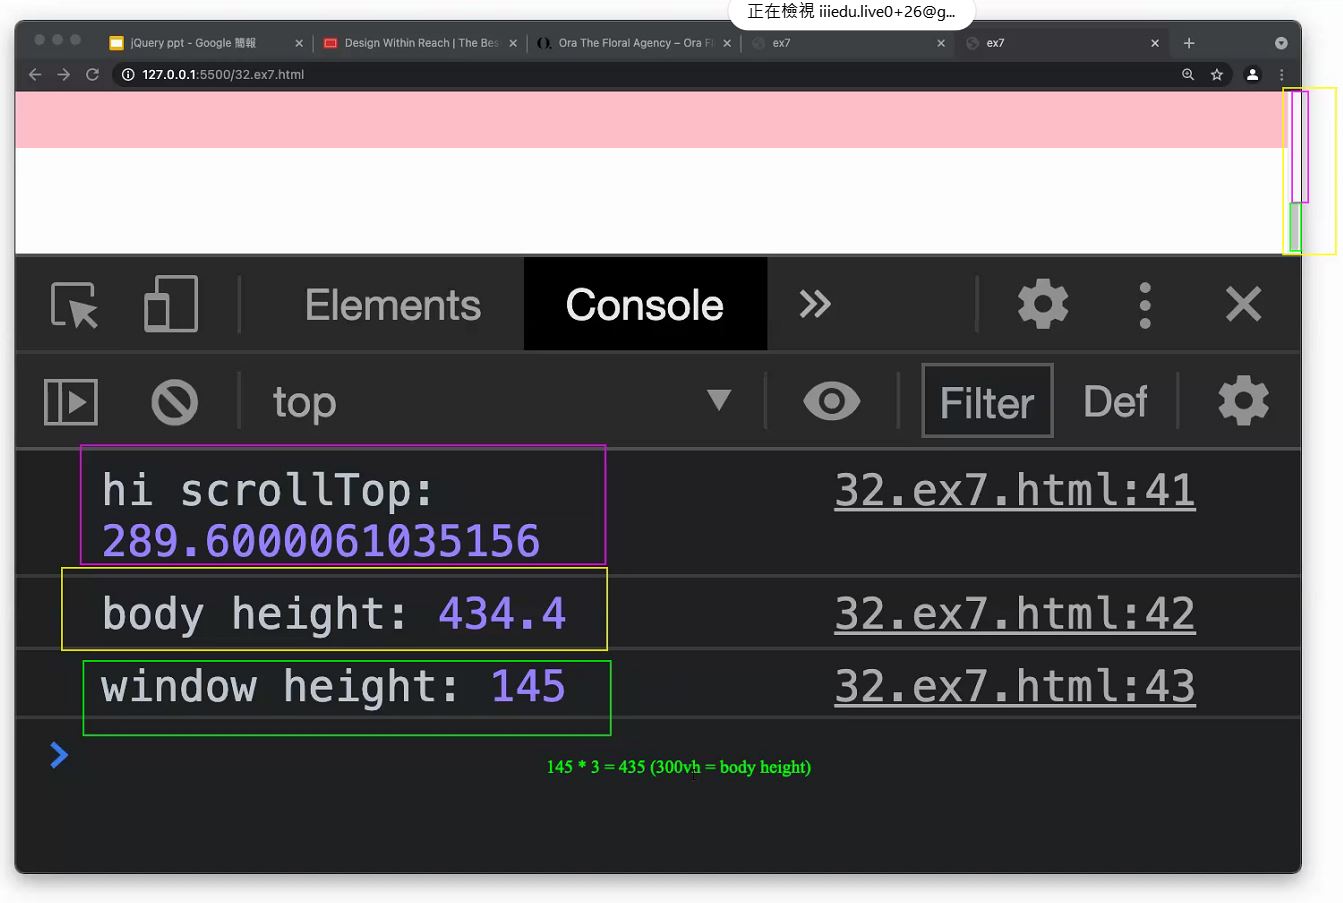 正在檢視 iiiedu.live0+26@g...
jQuery ppt - Google 簡報
Design Within Reach | The Bes
Ora The Floral Agency – Ora Fl
ex7
ex7
127.0.0.1:5500/32.ex7.html
Elements
Console
top
Filter
Def
hi scrollTop: 32.ex7.html:41
289.6000061035156
body height: 434.4 32.ex7.html:42
window height: 145 32.ex7.html:43
145 * 3 = 435 (300vh = body height)